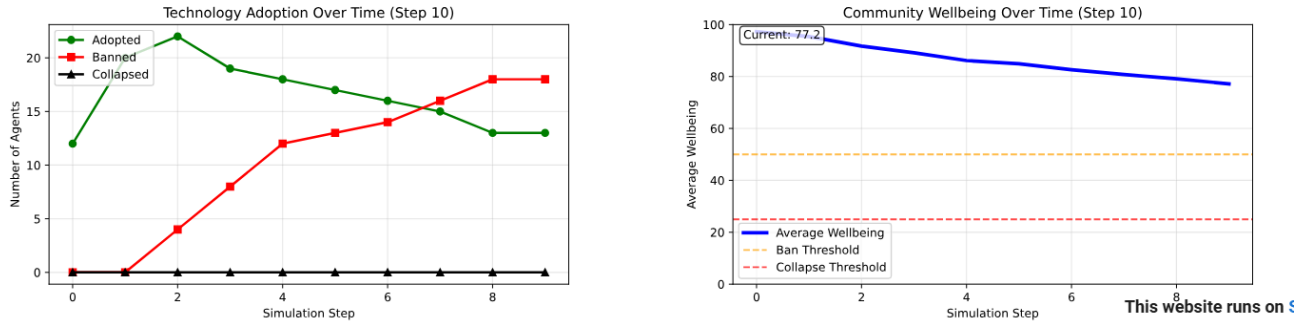 Technology Adoption Over Time (Step 10)
Adopted
Banned
Collapsed
Number of Agents
20
15
10
5
0
0
2
4
6
8
Simulation Step
Community Wellbeing Over Time (Step 10)
Current: 77.2
Average Wellbeing
100
80
60
40
20
0
Average Wellbeing
Ban Threshold
Collapse Threshold
0
2
4
6
8
Simulation Step
This website runs on S